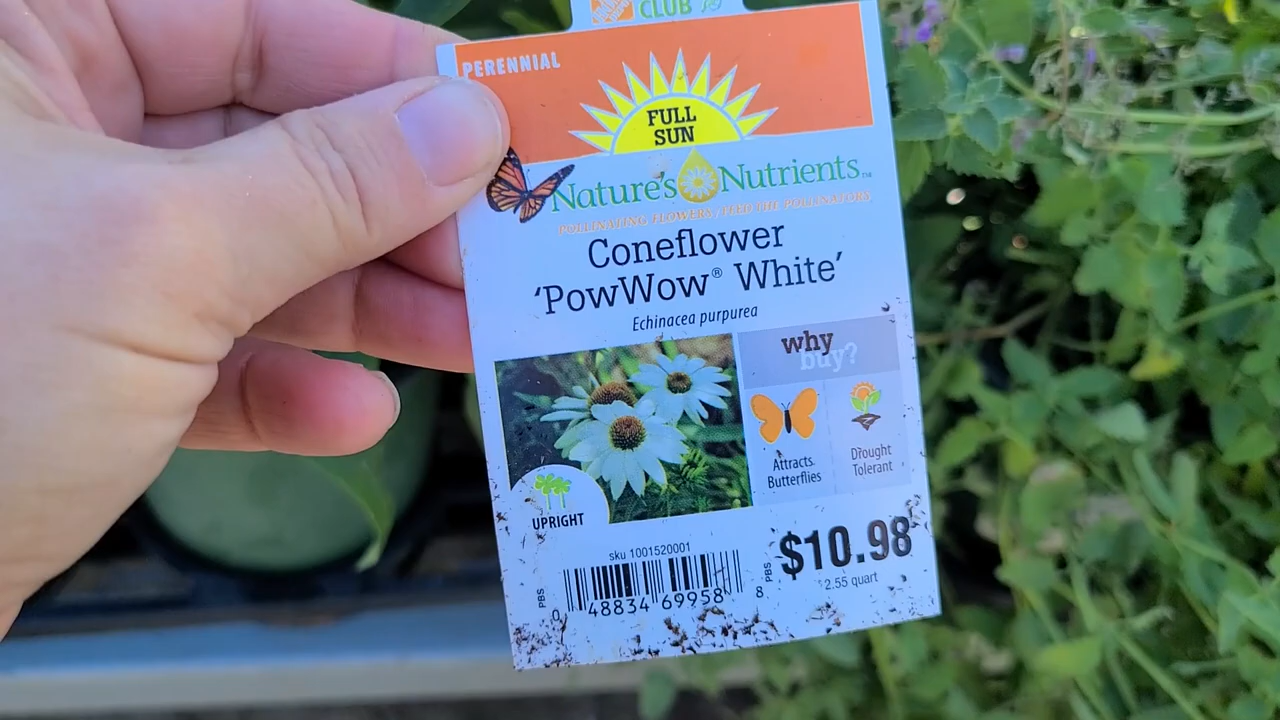 CLUB
PERENNIAL
FULL
SUN
Nature's Nutrients™
POLLINATING FLOWERS / FEED THE POLLINATORS
Coneflower
‘PowWow® White’
Echinacea purpurea
why
buy?
Attracts
Butterflies
Drought
Tolerant
UPRIGHT
sku 1001520001
$10.98
2.55 quart
PBS
PBS
0 48834 69958 8